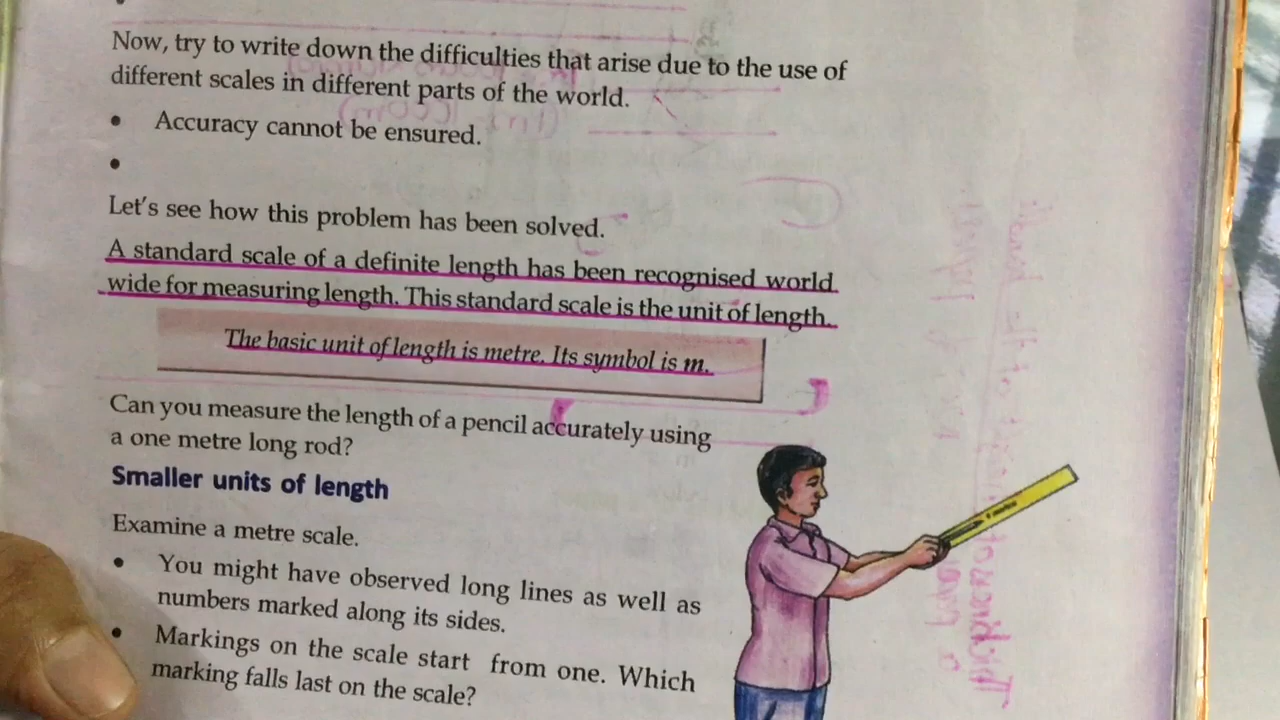 Now, try to write down the difficulties that arise due to the use of
different scales in different parts of the world.
• Accuracy cannot be ensured.
•
Let's see how this problem has been solved.
A standard scale of a definite length has been recognised world
wide for measuring length. This standard scale is the unit of length.
The basic unit of length is metre. Its symbol is m.
Can you measure the length of a pencil accurately using
a one metre long rod?
Smaller units of length
Examine a metre scale.
• You might have observed long lines as well as
numbers marked along its sides.
• Markings on the scale start from one. Which
marking falls last on the scale?